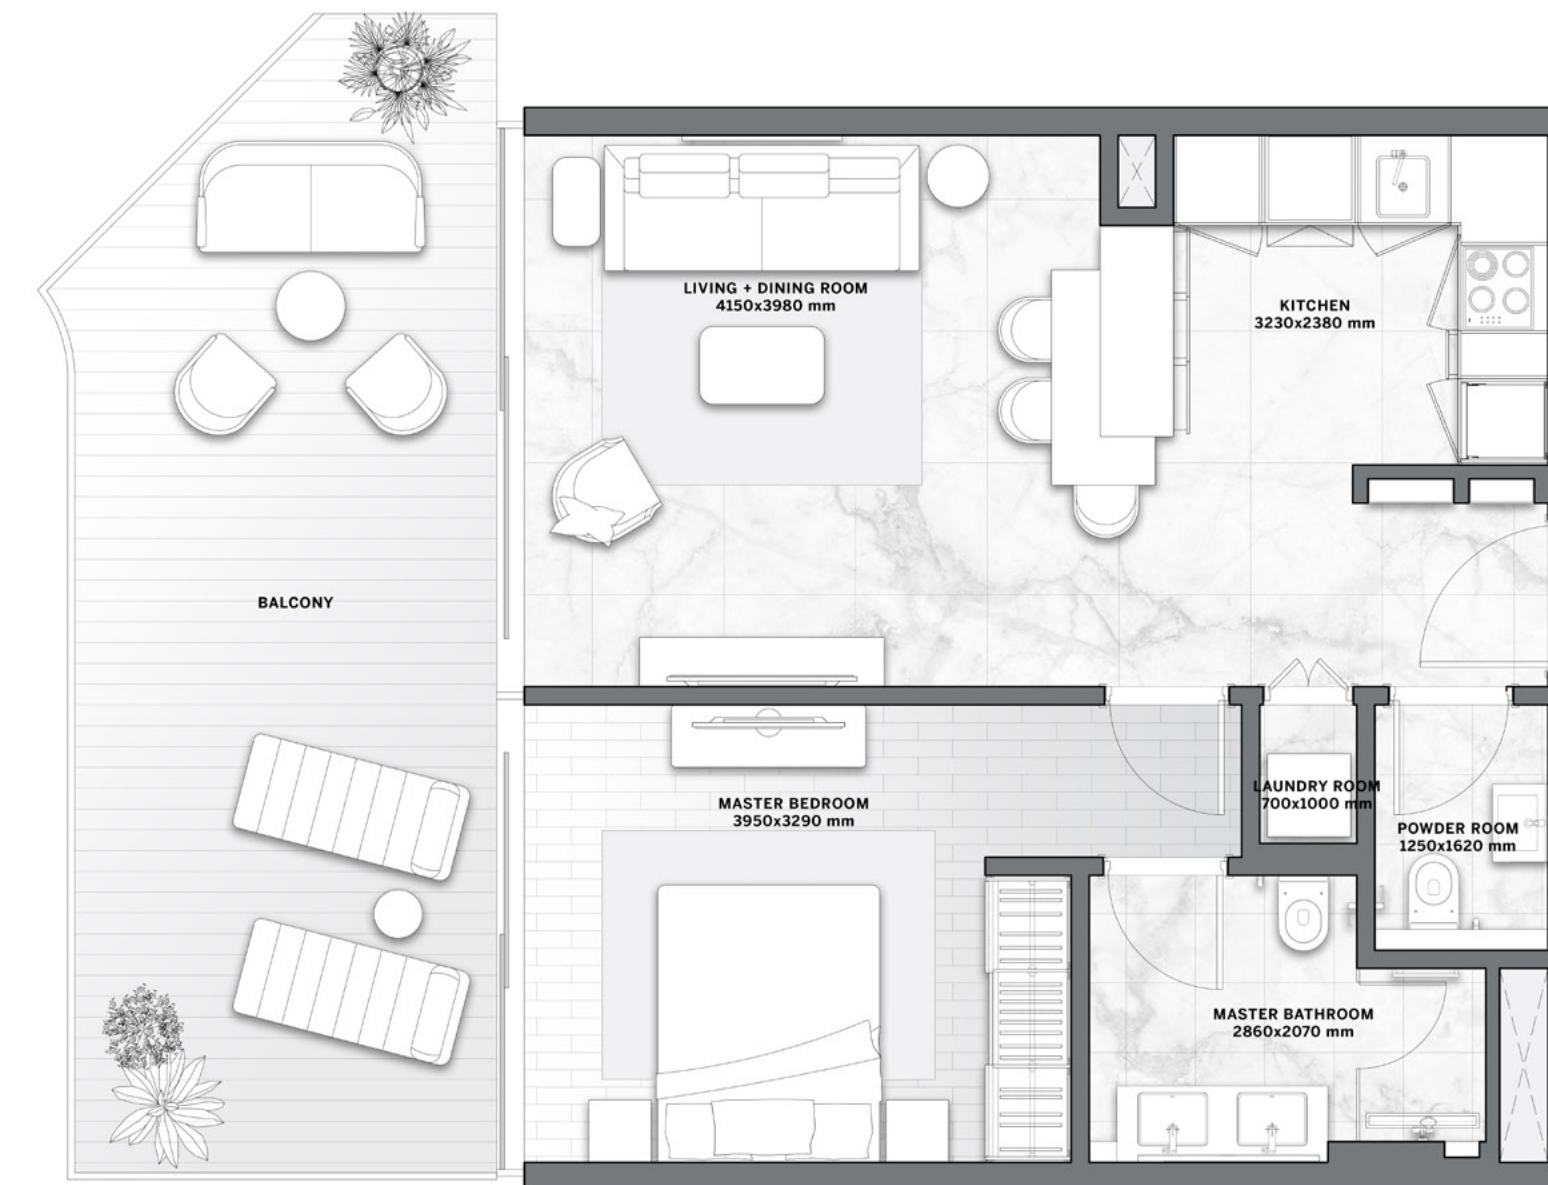 LIVING + DINING ROOM
4150x3980 mm
KITCHEN
3230x2380 mm
BALCONY
MASTER BEDROOM
3950x3290 mm
LAUNDRY ROOM
700x1000 mm
POWDER ROOM
1250x1620 mm
MASTER BATHROOM
2860x2070 mm